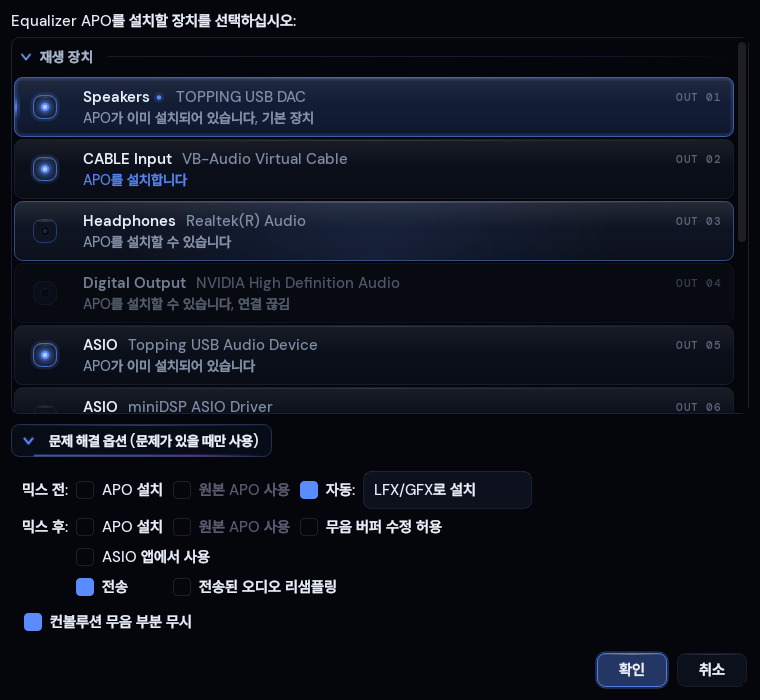 Equalizer APO를 설치할 장치를 선택하십시오:
재생 장치
Speakers • TOPPING USB DAC OUT 01
APO가 이미 설치되어 있습니다, 기본 장치
CABLE Input VB-Audio Virtual Cable OUT 02
APO를 설치합니다
Headphones Realtek(R) Audio OUT 03
APO를 설치할 수 있습니다
Digital Output NVIDIA High Definition Audio OUT 04
APO를 설치할 수 있습니다, 연결 끊김
ASIO Topping USB Audio Device OUT 05
APO가 이미 설치되어 있습니다
ASIO miniDSP ASIO Driver OUT 06
문제 해결 옵션 (문제가 있을 때만 사용)
믹스 전: APO 설치 원본 APO 사용 자동: LFX/GFX로 설치
믹스 후: APO 설치 원본 APO 사용 무음 버퍼 수정 허용
ASIO 앱에서 사용
전송 전송된 오디오 리샘플링
컨볼루션 무음 부분 무시
확인 취소